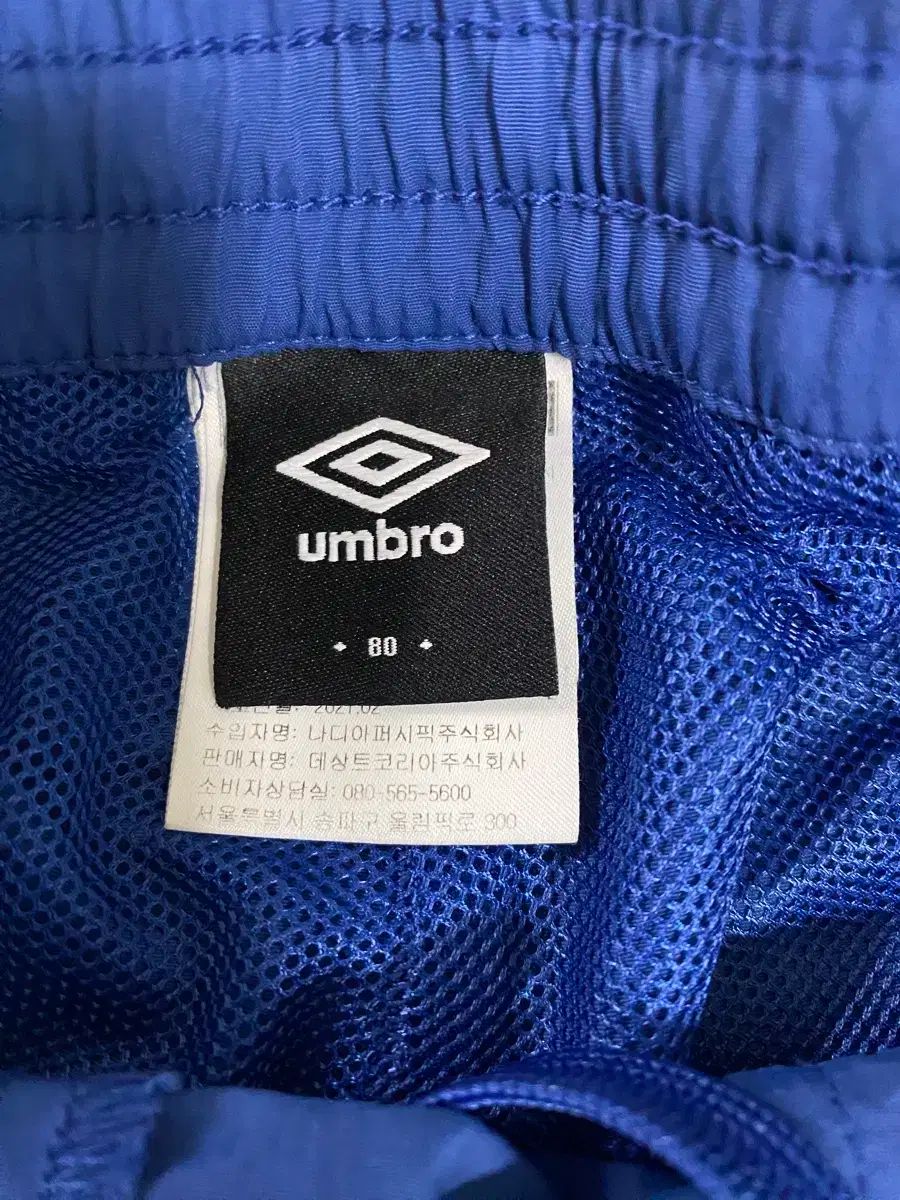 umbro
80
2021.02
수입자명: 나디아퍼시픽주식회사
판매자명: 데상트코리아주식회사
소비자상담실: 080-565-5600
서울특별시 송파구 올림픽로 300